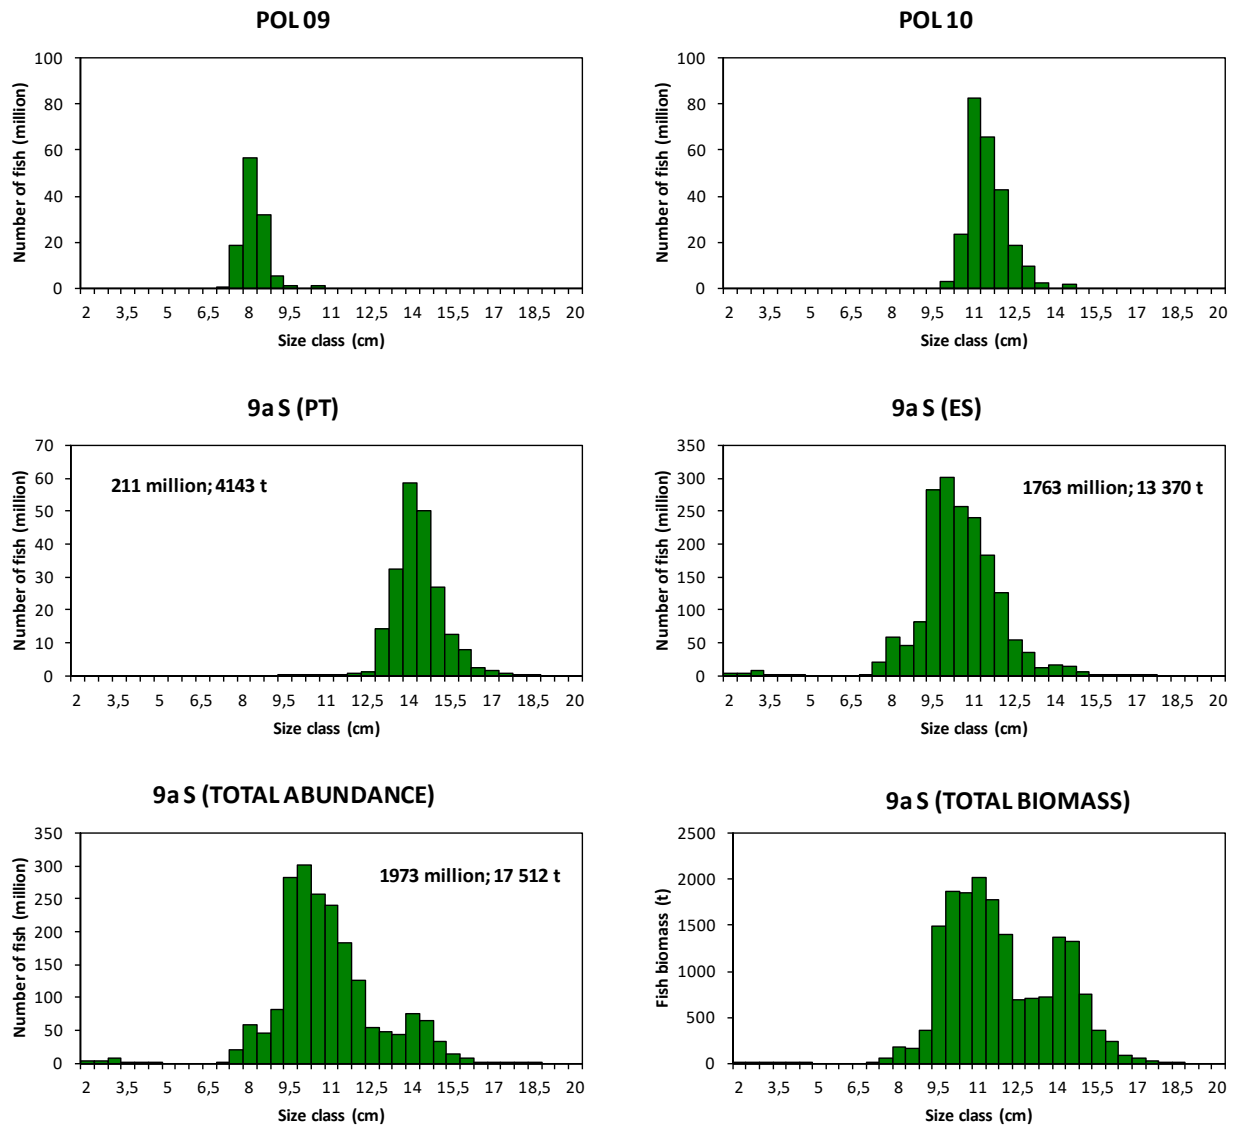 POL 09
100
80
60
40
20
0
Number of fish (million)
2 3,5 5 6,5 8 9,5 11 12,5 14 15,5 17 18,5 20
Size class (cm)
POL 10
100
80
60
40
20
0
Number of fish (million)
2 3,5 5 6,5 8 9,5 11 12,5 14 15,5 17 18,5 20
Size class (cm)
9a S (PT)
70
60
50
40
30
20
10
0
Number of fish (million)
211 million; 4143 t
2 3,5 5 6,5 8 9,5 11 12,5 14 15,5 17 18,5 20
Size class (cm)
9a S (ES)
350
300
250
200
150
100
50
0
Number of fish (million)
1763 million; 13 370 t
2 3,5 5 6,5 8 9,5 11 12,5 14 15,5 17 18,5 20
Size class (cm)
9a S (TOTAL ABUNDANCE)
350
300
250
200
150
100
50
0
Number of fish (million)
1973 million; 17 512 t
2 3,5 5 6,5 8 9,5 11 12,5 14 15,5 17 18,5 20
Size class (cm)
9a S (TOTAL BIOMASS)
2500
2000
1500
1000
500
0
Fish biomass (t)
2 3,5 5 6,5 8 9,5 11 12,5 14 15,5 17 18,5 20
Size class (cm)